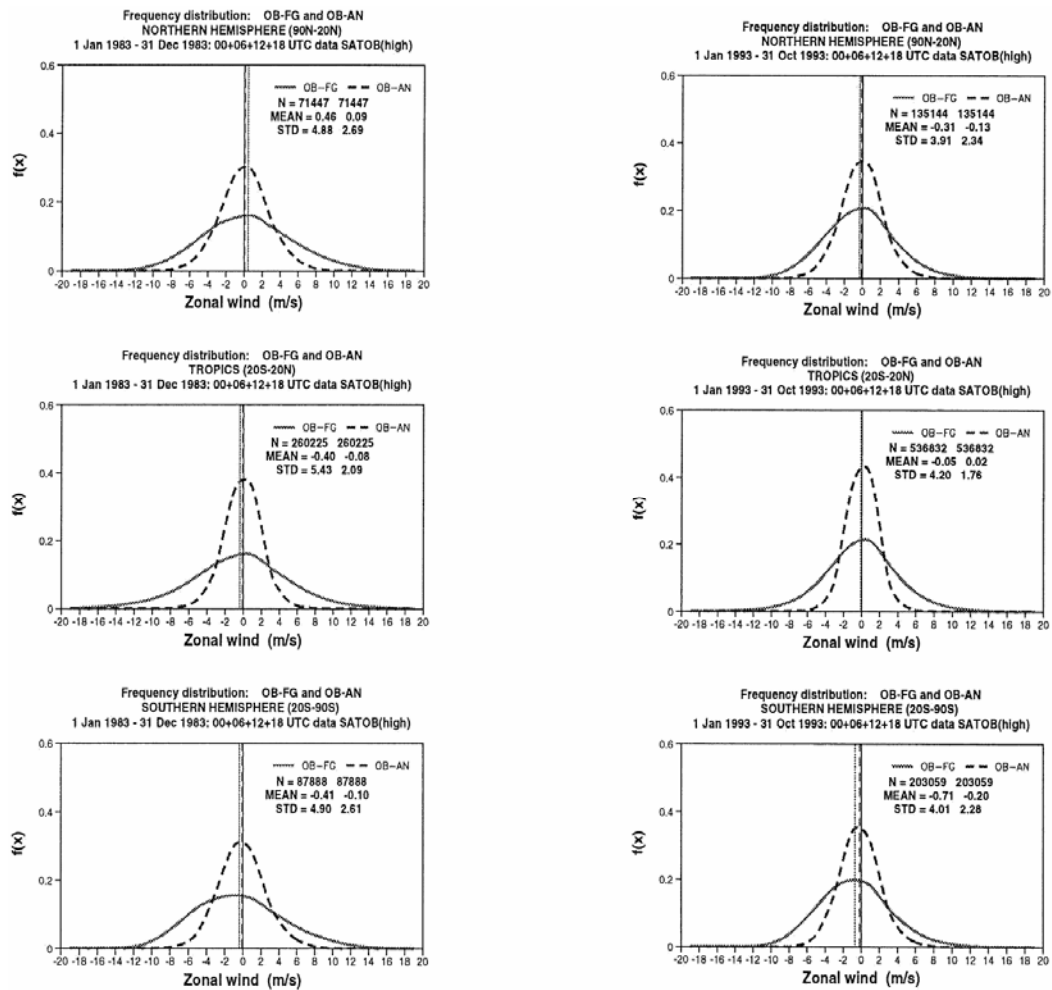 Frequency distribution: OB-FG and OB-AN
NORTHERN HEMISPHERE (90N-20N)
1 Jan 1983 - 31 Dec 1983: 00+06+12+18 UTC data SATOB(high)
0.6
OB-FG OB-AN
N = 71447 71447
MEAN = 0.46 0.09
STD = 4.88 2.69
0.4
f(x)
0.2
0
-20 -18 -16 -14 -12 -10 -8 -6 -4 -2 0 2 4 6 8 10 12 14 16 18 20
Zonal wind (m/s)
Frequency distribution: OB-FG and OB-AN
NORTHERN HEMISPHERE (90N-20N)
1 Jan 1993 - 31 Oct 1993: 00+06+12+18 UTC data SATOB(high)
0.6
OB-FG OB-AN
N = 135144 135144
MEAN = -0.31 -0.13
STD = 3.91 2.34
0.4
f(x)
0.2
0
-20 -18 -16 -14 -12 -10 -8 -6 -4 -2 0 2 4 6 8 10 12 14 16 18 20
Zonal wind (m/s)
Frequency distribution: OB-FG and OB-AN
TROPICS (20S-20N)
1 Jan 1983 - 31 Dec 1983: 00+06+12+18 UTC data SATOB(high)
0.6
OB-FG OB-AN
N = 260225 260225
MEAN = -0.40 -0.08
STD = 5.43 2.09
0.4
f(x)
0.2
0
-20 -18 -16 -14 -12 -10 -8 -6 -4 -2 0 2 4 6 8 10 12 14 16 18 20
Zonal wind (m/s)
Frequency distribution: OB-FG and OB-AN
TROPICS (20S-20N)
1 Jan 1993 - 31 Oct 1993: 00+06+12+18 UTC data SATOB(high)
0.6
OB-FG OB-AN
N = 536832 536832
MEAN = -0.05 0.02
STD = 4.20 1.76
0.4
f(x)
0.2
0
-20 -18 -16 -14 -12 -10 -8 -6 -4 -2 0 2 4 6 8 10 12 14 16 18 20
Zonal wind (m/s)
Frequency distribution: OB-FG and OB-AN
SOUTHERN HEMISPHERE (20S-90S)
1 Jan 1983 - 31 Dec 1983: 00+06+12+18 UTC data SATOB(high)
0.6
OB-FG OB-AN
N = 87888 87888
MEAN = -0.41 -0.10
STD = 4.90 2.61
0.4
f(x)
0.2
0
-20 -18 -16 -14 -12 -10 -8 -6 -4 -2 0 2 4 6 8 10 12 14 16 18 20
Zonal wind (m/s)
Frequency distribution: OB-FG and OB-AN
SOUTHERN HEMISPHERE (20S-90S)
1 Jan 1993 - 31 Oct 1993: 00+06+12+18 UTC data SATOB(high)
0.6
OB-FG OB-AN
N = 203059 203059
MEAN = -0.71 -0.20
STD = 4.01 2.28
0.4
f(x)
0.2
0
-20 -18 -16 -14 -12 -10 -8 -6 -4 -2 0 2 4 6 8 10 12 14 16 18 20
Zonal wind (m/s)